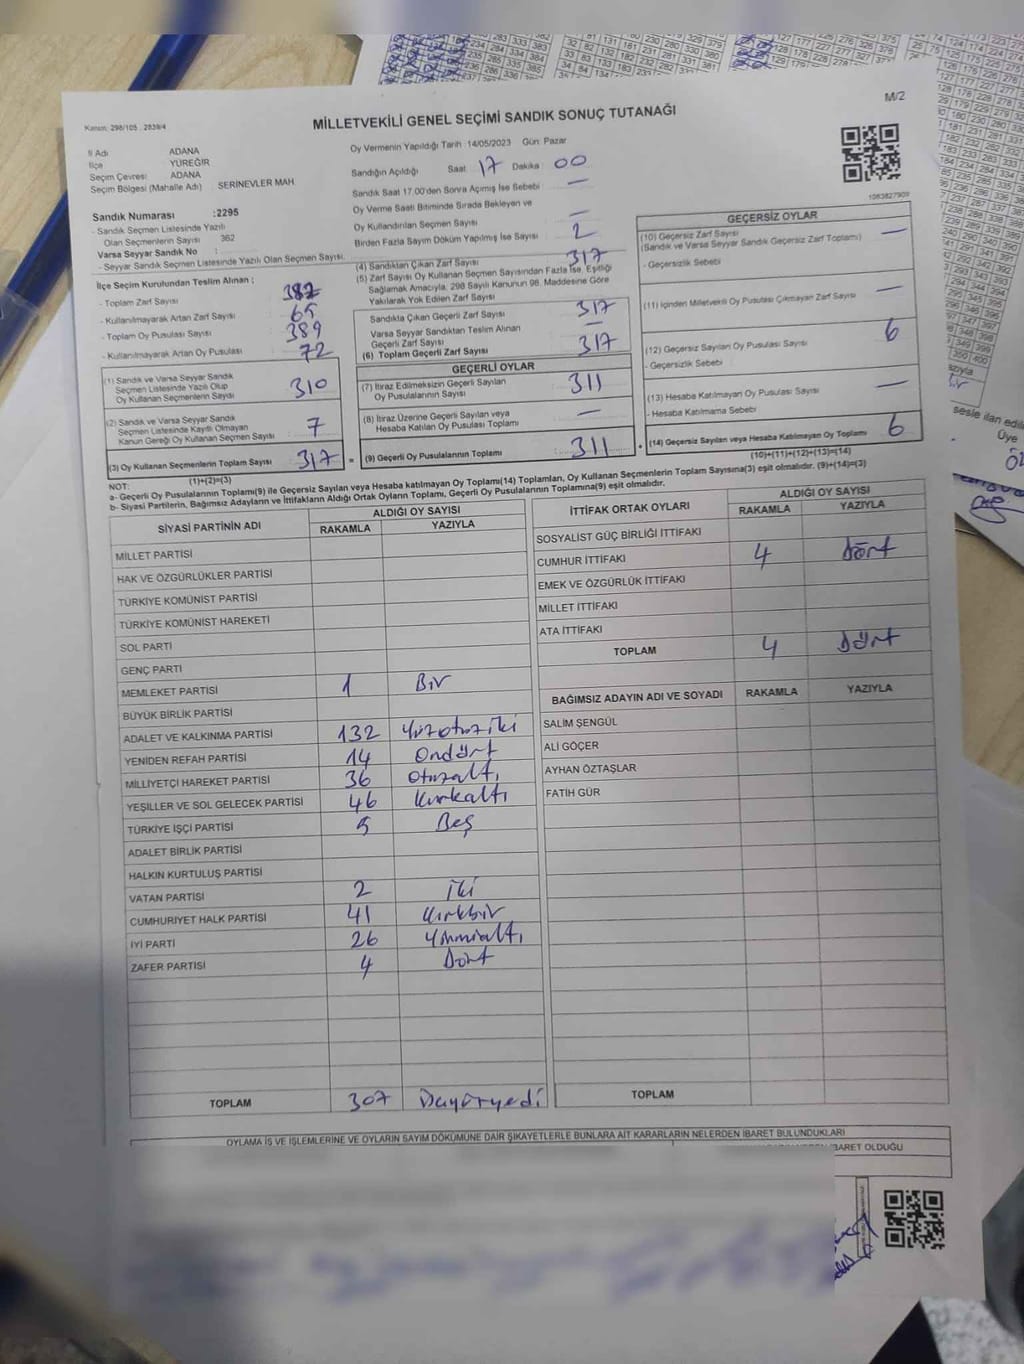 Kanun: 298/105 , 2839/4
M/2
MİLLETVEKİLİ GENEL SEÇİMİ SANDIK SONUÇ TUTANAĞI
İl Adı ADANA
İlçe YÜREĞİR
Seçim Çevresi ADANA
Seçim Bölgesi (Mahalle Adı) : SERİNEVLER MAH
Sandık Numarası :2295
- Sandık Seçmen Listesinde Yazılı
Olan Seçmenlerin Sayısı 362
Varsa Seyyar Sandık No :
- Seyyar Sandık Seçmen Listesinde Yazılı Olan Seçmen Sayısı
İlçe Seçim Kurulundan Teslim Alınan ;
- Toplam Zarf Sayısı
- Kullanılmayarak Artan Zarf Sayısı 65
- Toplam Oy Pusulası Sayısı 389
- Kullanılmayarak Artan Oy Pusulası 72
(1) Sandık ve Varsa Seyyar Sandık
Seçmen Listesinde Yazılı Olup
Oy Kullanan Seçmenlerin Sayısı 310
(2) Sandık ve Varsa Seyyar Sandık
Seçmen Listesinde Kayıtlı Olmayan
Kanun Gereği Oy Kullanan Seçmen Sayısı 7
(3) Oy Kullanan Seçmenlerin Toplam Sayısı 317 =
(1)+(2)=(3)
Oy Vermenin Yapıldığı Tarih 14/05/2023 Gün: Pazar
Sandığın Açıldığı Saat 17 Dakika 00
Sandık Saat 17.00'den Sonra Açılmış İse Sebebi —
Oy Verme Saati Bitiminde Sırada Bekleyen ve
Oy Kullandırılan Seçmen Sayısı —
Birden Fazla Sayım Döküm Yapılmış İse Sayısı 2
(4) Sandıktan Çıkan Zarf Sayısı 317
(5) Zarf Sayısı Oy Kullanan Seçmen Sayısından Fazla İse, Eşitliği
Sağlamak Amacıyla, 298 Sayılı Kanunun 98. Maddesine Göre
Yakılarak Yok Edilen Zarf Sayısı
Sandıkta Çıkan Geçerli Zarf Sayısı 317
Varsa Seyyar Sandıktan Teslim Alınan
Geçerli Zarf Sayısı —
(6) Toplam Geçerli Zarf Sayısı 317
GEÇERLİ OYLAR
(7) İtiraz Edilmeksizin Geçerli Sayılan
Oy Pusulalarının Sayısı 311
(8) İtiraz Üzerine Geçerli Sayılan veya
Hesaba Katılan Oy Pusulası Toplamı —
(9) Geçerli Oy Pusulalarının Toplamı 311 +
1083827909
GEÇERSİZ OYLAR
(10) Geçersiz Zarf Sayısı —
(Sandık ve Varsa Seyyar Sandık Geçersiz Zarf Toplamı)
- Geçersizlik Sebebi
(11) İçinden Milletvekili Oy Pusulası Çıkmayan Zarf Sayısı —
(12) Geçersiz Sayılan Oy Pusulası Sayısı 6
- Geçersizlik Sebebi
(13) Hesaba Katılmayan Oy Pusulası Sayısı —
- Hesaba Katılmama Sebebi
(14) Geçersiz Sayılan veya Hesaba Katılmayan Oy Toplamı 6
(10)+(11)+(12)+(13)=(14)
NOT:
a- Geçerli Oy Pusulalarının Toplamı(9) ile Geçersiz Sayılan veya Hesaba katılmayan Oy Toplamı(14) Toplamları, Oy Kullanan Seçmenlerin Toplam Sayısına(3) eşit olmalıdır. (9)+(14)=(3)
b- Siyasi Partilerin, Bağımsız Adayların ve İttifakların Aldığı Ortak Oyların Toplamı, Geçerli Oy Pusulalarının Toplamına(9) eşit olmalıdır.
SİYASİ PARTİNİN ADI ALDIĞI OY SAYISI
RAKAMLA YAZIYLA
MİLLET PARTİSİ
HAK VE ÖZGÜRLÜKLER PARTİSİ
TÜRKİYE KOMÜNİST PARTİSİ
TÜRKİYE KOMÜNİST HAREKETİ
SOL PARTİ
GENÇ PARTİ
MEMLEKET PARTİSİ 1 Bir
BÜYÜK BİRLİK PARTİSİ
ADALET VE KALKINMA PARTİSİ 132 Yüzotuziki
YENİDEN REFAH PARTİSİ 14 Ondört
MİLLİYETÇİ HAREKET PARTİSİ 36 Otuzaltı
YEŞİLLER VE SOL GELECEK PARTİSİ 46 Kırkaltı
TÜRKİYE İŞÇİ PARTİSİ 5 Beş
ADALET BİRLİK PARTİSİ
HALKIN KURTULUŞ PARTİSİ
VATAN PARTİSİ 2 İki
CUMHURİYET HALK PARTİSİ 41 Kırkbir
İYİ PARTİ 26 Yirmialtı
ZAFER PARTİSİ 4 Dört
TOPLAM 307
İTTİFAK ORTAK OYLARI ALDIĞI OY SAYISI
RAKAMLA YAZIYLA
SOSYALİST GÜÇ BİRLİĞİ İTTİFAKI
CUMHUR İTTİFAKI 4 Dört
EMEK VE ÖZGÜRLÜK İTTİFAKI
MİLLET İTTİFAKI
ATA İTTİFAKI
TOPLAM 4 Dört
BAĞIMSIZ ADAYIN ADI VE SOYADI RAKAMLA YAZIYLA
SALİM ŞENGÜL
ALİ GÖÇER
AYHAN ÖZTAŞLAR
FATİH GÜR
TOPLAM
OYLAMA İŞ VE İŞLEMLERİNE VE OYLARIN SAYIM DÖKÜMÜNE DAİR ŞİKAYETLERLE BUNLARA AİT KARARLARIN NELERDEN İBARET BULUNDUKLARI
İBARET OLDUĞU